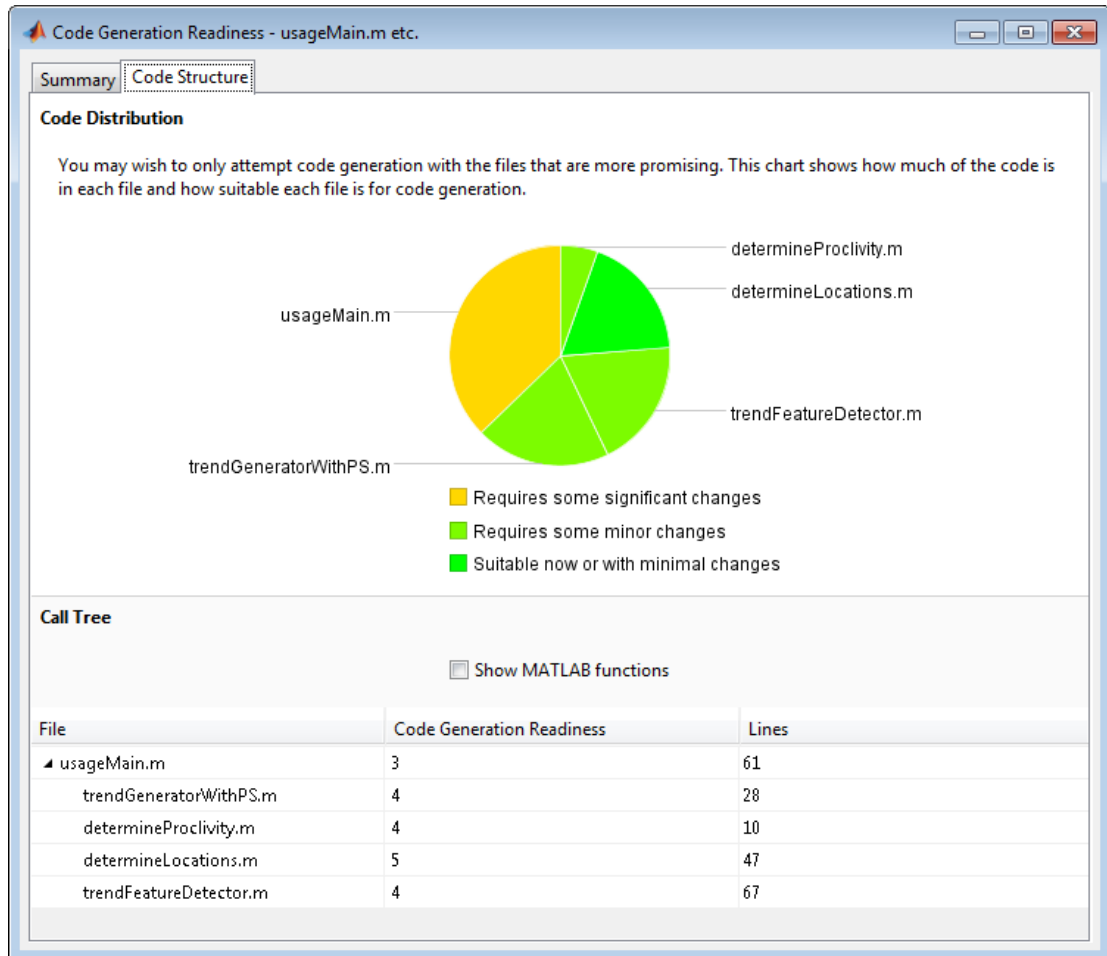 Code Generation Readiness - usageMain.m etc.
Summary
Code Structure
Code Distribution
You may wish to only attempt code generation with the files that are more promising. This chart shows how much of the code is
in each file and how suitable each file is for code generation.
determineProclivity.m
determineLocations.m
usageMain.m
trendFeatureDetector.m
trendGeneratorWithPS.m
Requires some significant changes
Requires some minor changes
Suitable now or with minimal changes
Call Tree
Show MATLAB functions
File Code Generation Readiness Lines
usageMain.m 3 61
trendGeneratorWithPS.m 4 28
determineProclivity.m 4 10
determineLocations.m 5 47
trendFeatureDetector.m 4 67